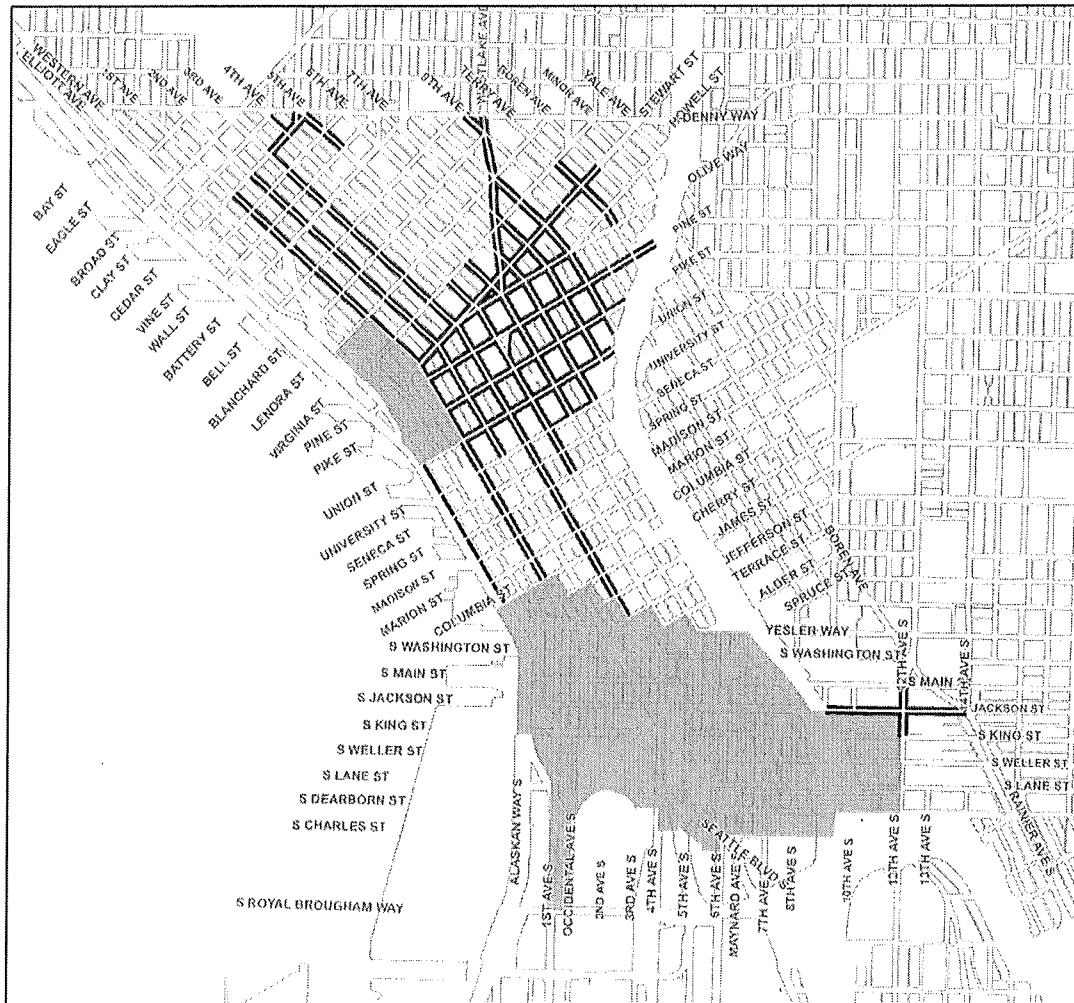 WESTERN AVE
ELLIOTT AVE
1ST AVE
2ND AVE
3RD AVE
4TH AVE
5TH AVE
6TH AVE
7TH AVE
9TH AVE
WESTLAKE AVE
TERRY AVE
BOREN AVE
MINOR AVE
YALE AVE
STEWART ST
HOWELL ST
DENNY WAY
OLIVE WAY
PINE ST
PIKE ST
UNION ST
UNIVERSITY ST
SENECA ST
SPRING ST
MADISON ST
MARION ST
COLUMBIA ST
CHERRY ST
JAMES ST
JEFFERSON ST
TERRACE ST
ALDER ST
SPRUCE ST
BOREN AVE
BAY ST
EAGLE ST
BROAD ST
CLAY ST
CEDAR ST
VINE ST
WALL ST
BATTERY ST
BELL ST
BLANCHARD ST
LENORA ST
VIRGINIA ST
PINE ST
PIKE ST
UNION ST
UNIVERSITY ST
SENECA ST
SPRING ST
MADISON ST
MARION ST
COLUMBIA ST
YESLER WAY
S WASHINGTON ST
12TH AVE S
14TH AVE S
S MAIN
JACKSON ST
S KING ST
S WELLER ST
S LANE ST
RAINIER AVE S
S WASHINGTON ST
S MAIN ST
S JACKSON ST
S KING ST
S WELLER ST
S LANE ST
S DEARBORN ST
S CHARLES ST
S ROYAL BROUGHAM WAY
ALASKAN WAY S
1ST AVE S
OCCIDENTAL AVE S
2ND AVE S
3RD AVE S
4TH AVE S
5TH AVE S
6TH AVE S
MAYNARD AVE S
7TH AVE S
8TH AVE S
SEATTLE BLVD S
10TH AVE S
12TH AVE S
13TH AVE S